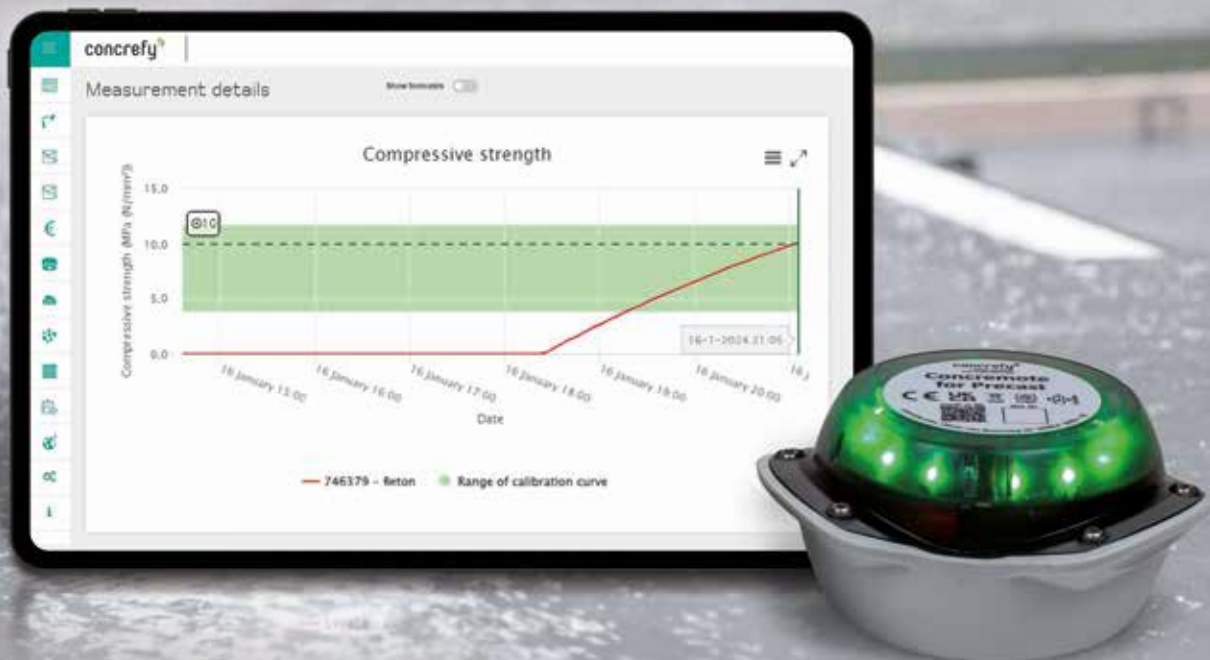 concrefy
Measurement details
Show forecasts
Compressive strength
Compressive strength (MPa (N/mm²))
15.0
10
10.0
5.0
0.0
16-1-2024 21:05
16 January 15:00
16 January 16:00
16 January 17:00
16 January 18:00
16 January 19:00
16 January 20:00
16 J
Date
746379 - Beton
Range of calibration curve
concrefy
Concremote
for Precast
CE